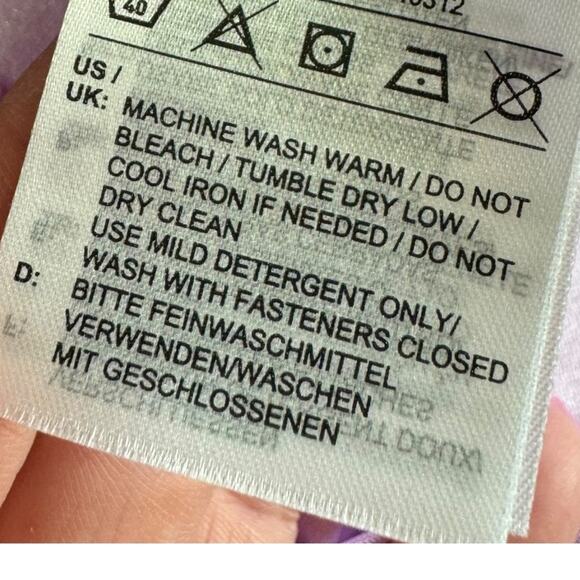 40
US /
UK: MACHINE WASH WARM / DO NOT
BLEACH / TUMBLE DRY LOW /
COOL IRON IF NEEDED / DO NOT
DRY CLEAN
USE MILD DETERGENT ONLY/
WASH WITH FASTENERS CLOSED
D: BITTE FEINWASCHMITTEL
VERWENDEN/WASCHEN
MIT GESCHLOSSENEN